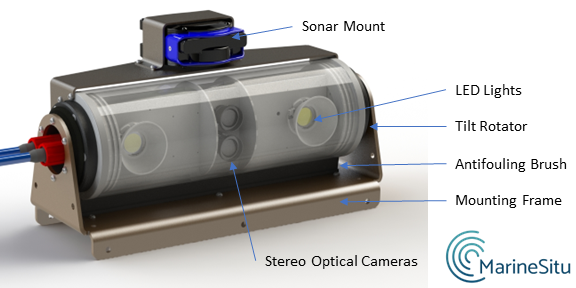 Sonar Mount
LED Lights
Tilt Rotator
Antifouling Brush
Mounting Frame
Stereo Optical Cameras
MarineSitu